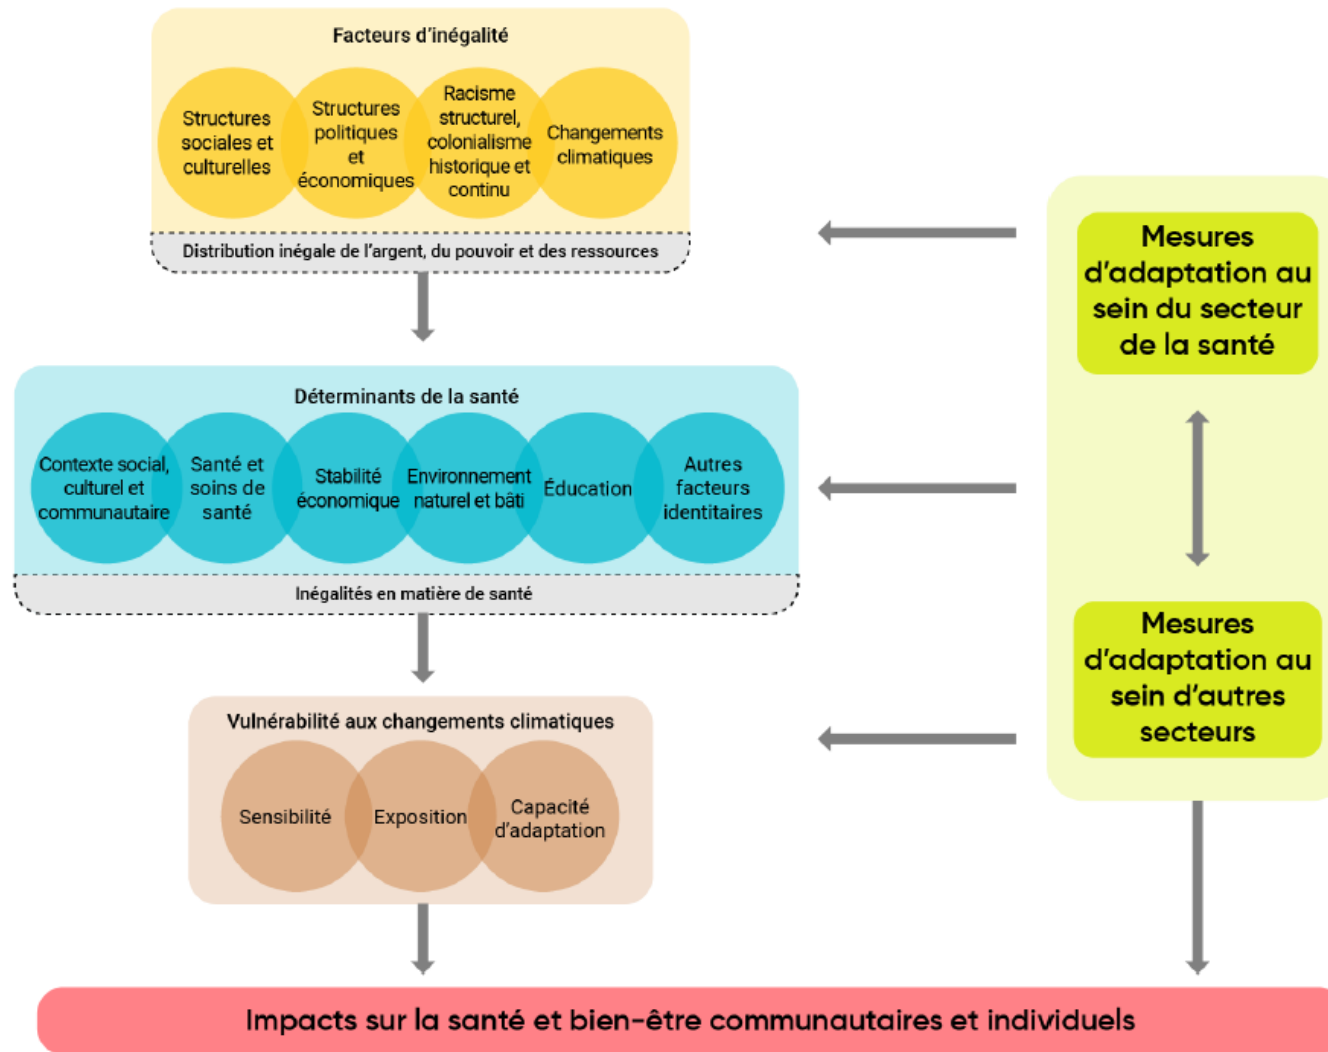 Facteurs d'inégalité
Structures
sociales et
culturelles
Structures
politiques
et
économiques
Racisme
structurel,
colonialisme
historique et
continu
Changements
climatiques
Distribution inégale de l'argent, du pouvoir et des ressources
Déterminants de la santé
Contexte social,
culturel et
communautaire
Santé et
soins de
santé
Stabilité
économique
Environnement
naturel et bâti
Éducation
Autres
facteurs
identitaires
Inégalités en matière de santé
Vulnérabilité aux changements climatiques
Sensibilité
Exposition
Capacité
d'adaptation
Mesures
d'adaptation au
sein du secteur
de la santé
Mesures
d'adaptation au
sein d'autres
secteurs
Impacts sur la santé et bien-être communautaires et individuels